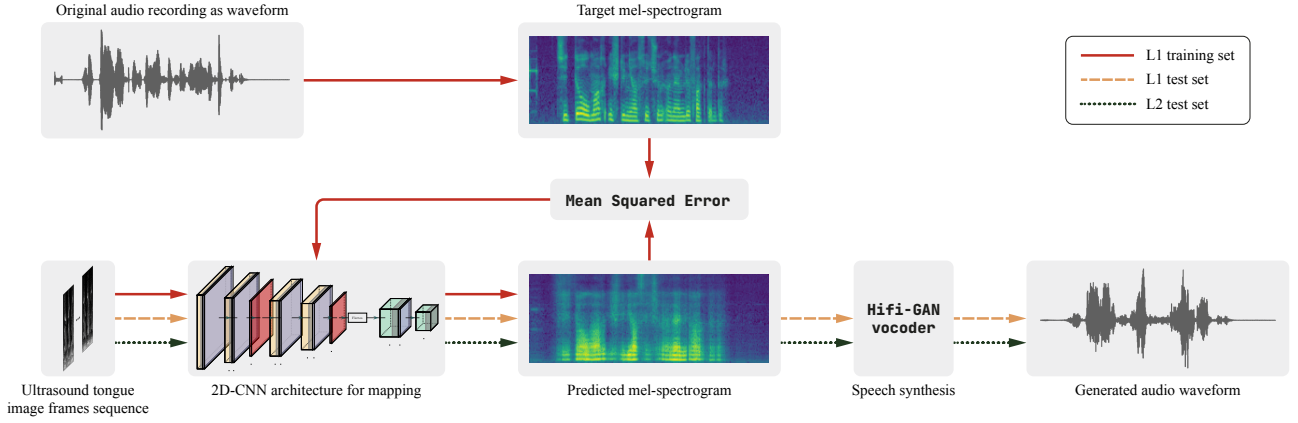 Original audio recording as waveform
Target mel-spectrogram
L1 training set
L1 test set
L2 test set
Mean Squared Error
Hifi-GAN
vocoder
Ultrasound tongue
image frames sequence
2D-CNN architecture for mapping
Predicted mel-spectrogram
Speech synthesis
Generated audio waveform